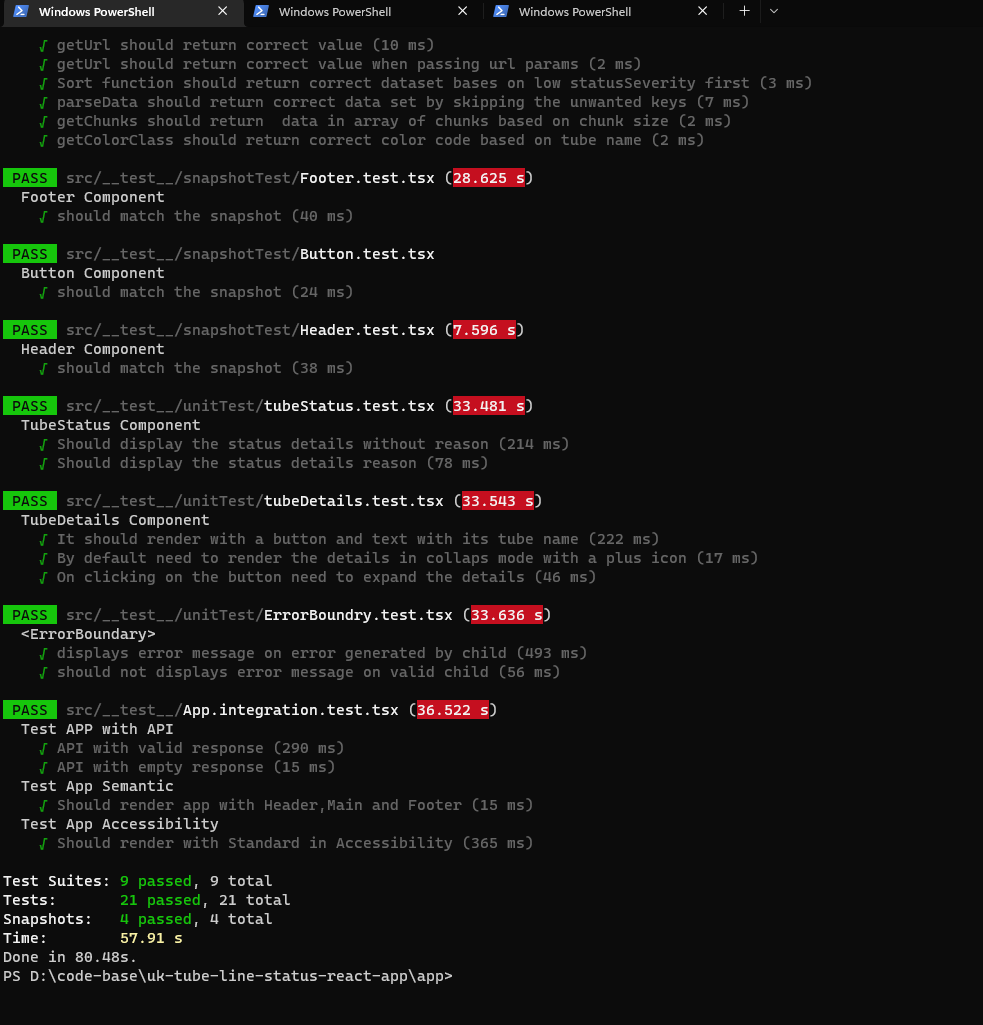 Windows PowerShell
Windows PowerShell
Windows PowerShell
√ getUrl should return correct value (10 ms)
√ getUrl should return correct value when passing url params (2 ms)
√ Sort function should return correct dataset bases on low statusSeverity first (3 ms)
√ parseData should return correct data set by skipping the unwanted keys (7 ms)
√ getChunks should return  data in array of chunks based on chunk size (2 ms)
√ getColorClass should return correct color code based on tube name (2 ms)
PASS src/__test__/snapshotTest/Footer.test.tsx (28.625 s)
Footer Component
√ should match the snapshot (40 ms)
PASS src/__test__/snapshotTest/Button.test.tsx
Button Component
√ should match the snapshot (24 ms)
PASS src/__test__/snapshotTest/Header.test.tsx (7.596 s)
Header Component
√ should match the snapshot (38 ms)
PASS src/__test__/unitTest/tubeStatus.test.tsx (33.481 s)
TubeStatus Component
√ Should display the status details without reason (214 ms)
√ Should display the status details reason (78 ms)
PASS src/__test__/unitTest/tubeDetails.test.tsx (33.543 s)
TubeDetails Component
√ It should render with a button and text with its tube name (222 ms)
√ By default need to render the details in collaps mode with a plus icon (17 ms)
√ On clicking on the button need to expand the details (46 ms)
PASS src/__test__/unitTest/ErrorBoundry.test.tsx (33.636 s)
<ErrorBoundary>
√ displays error message on error generated by child (493 ms)
√ should not displays error message on valid child (56 ms)
PASS src/__test__/App.integration.test.tsx (36.522 s)
Test APP with API
√ API with valid response (290 ms)
√ API with empty response (15 ms)
Test App Semantic
√ Should render app with Header,Main and Footer (15 ms)
Test App Accessibility
√ Should render with Standard in Accessibility (365 ms)
Test Suites: 9 passed, 9 total
Tests: 21 passed, 21 total
Snapshots: 4 passed, 4 total
Time: 57.91 s
Done in 80.48s.
PS D:\code-base\uk-tube-line-status-react-app\app>